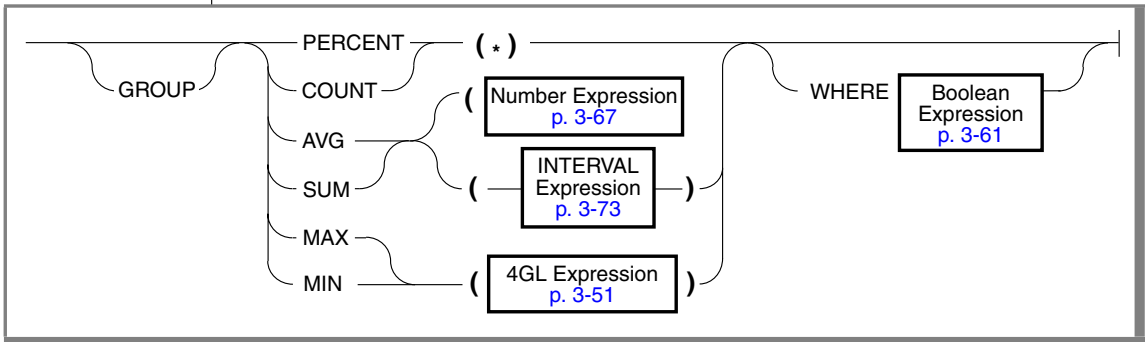 PERCENT ( * )
GROUP
COUNT
WHERE
Boolean
Expression
p. 3-61
( Number Expression
p. 3-67
AVG
SUM
( INTERVAL )
Expression
p. 3-73
MAX
MIN
( 4GL Expression )
p. 3-51